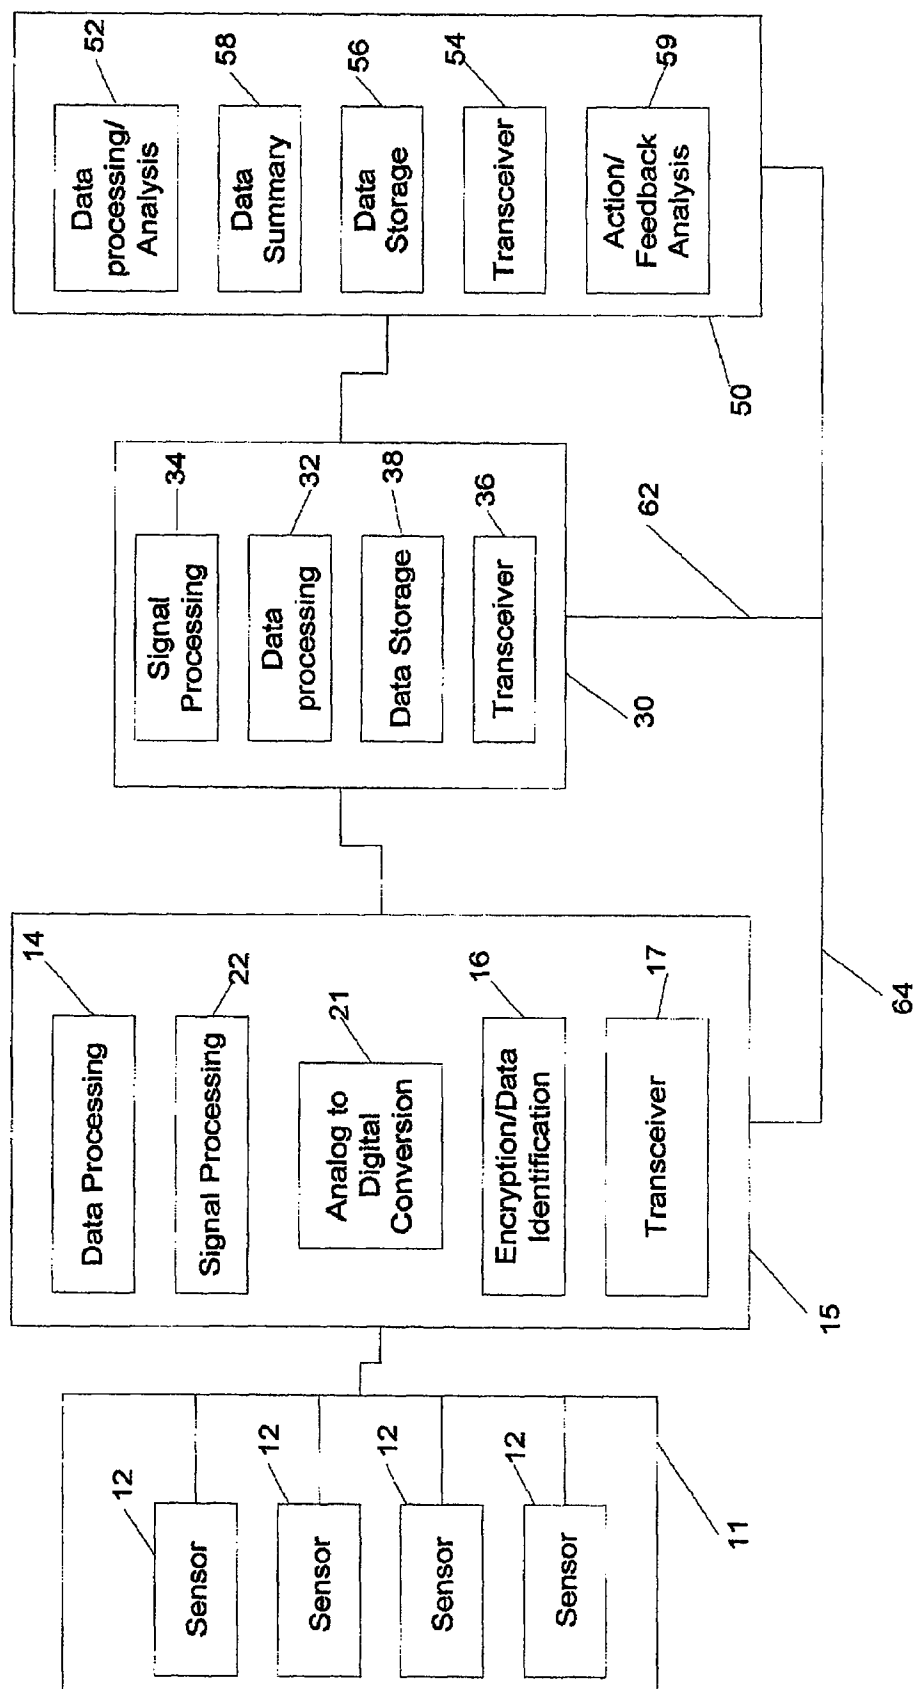 Sensor
12
Sensor
12
Sensor
12
Sensor
12
11
Data Processing
14
Signal Processing
22
Analog to
Digital
Conversion
21
Encryption/Data
Identification
16
Transceiver
17
15
Signal
Processing
34
Data
processing
32
Data Storage
38
Transceiver
36
30
62
64
Data
processing/
Analysis
52
Data
Summary
58
Data
Storage
56
Transceiver
54
Action/
Feedback
Analysis
59
50